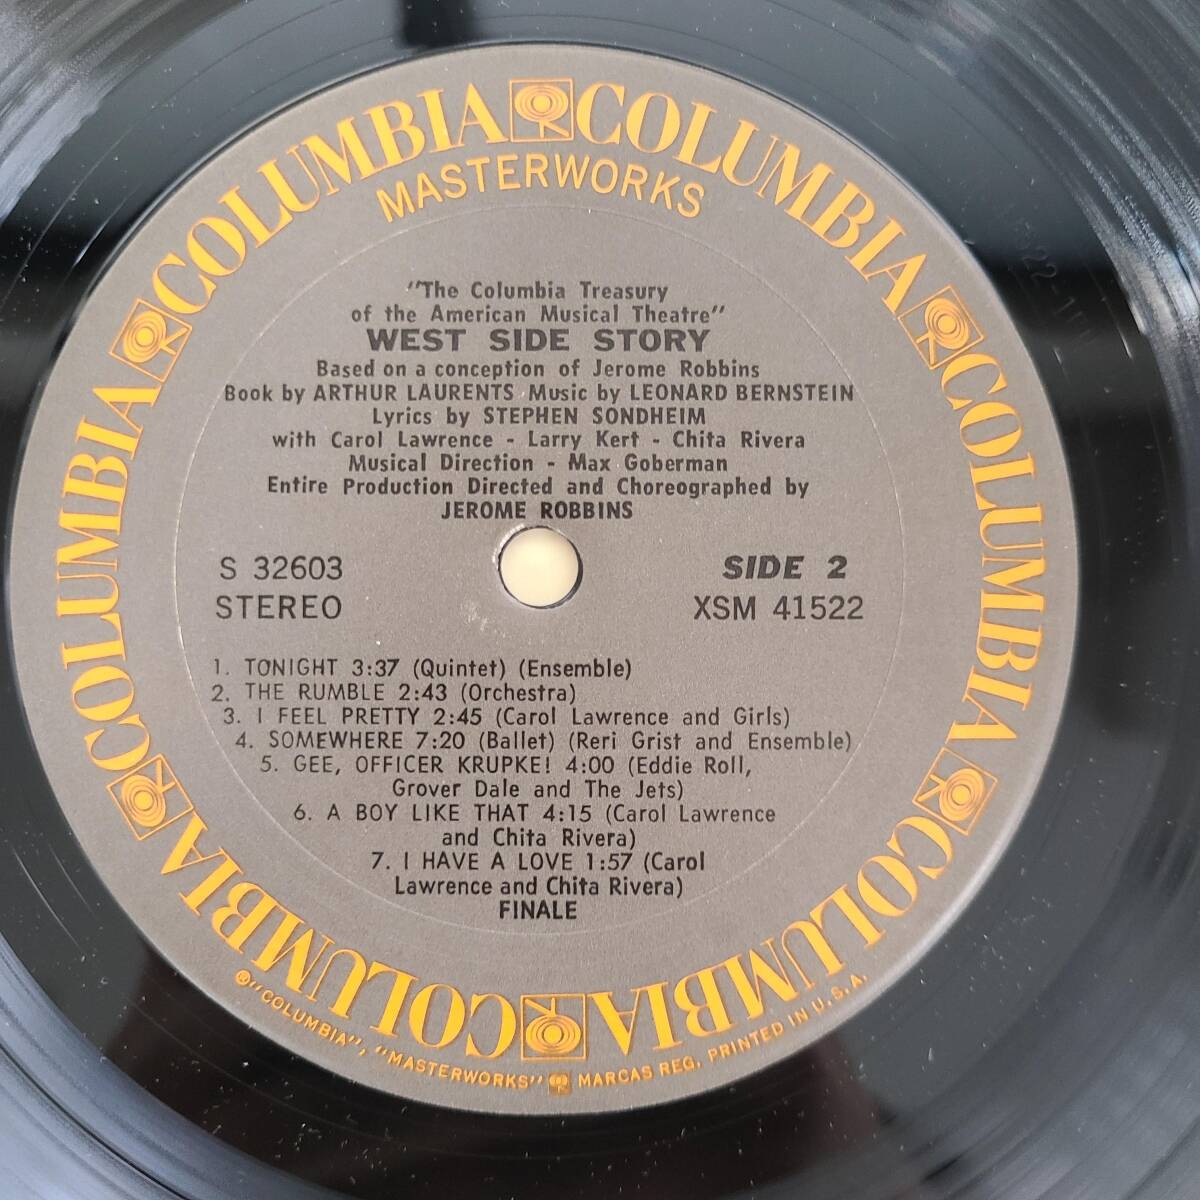 COLUMBIA COLUMBIA COLUMBIA COLUMBIA COLUMBIA COLUMBIA COLUMBIA COLUMBIA COLUMBIA COLUMBIA
MASTERWORKS
"The Columbia Treasury
of the American Musical Theatre"
WEST SIDE STORY
Based on a conception of Jerome Robbins
Book by ARTHUR LAURENTS Music by LEONARD BERNSTEIN
Lyrics by STEPHEN SONDHEIM
with Carol Lawrence - Larry Kert - Chita Rivera
Musical Direction - Max Goberman
Entire Production Directed and Choreographed by
JEROME ROBBINS
S 32603
STEREO
SIDE 2
XSM 41522
1. TONIGHT 3:37 (Quintet) (Ensemble)
2. THE RUMBLE 2:43 (Orchestra)
3. I FEEL PRETTY 2:45 (Carol Lawrence and Girls)
4. SOMEWHERE 7:20 (Ballet) (Reri Grist and Ensemble)
5. GEE, OFFICER KRUPKE! 4:00 (Eddie Roll,
Grover Dale and The Jets)
6. A BOY LIKE THAT 4:15 (Carol Lawrence
and Chita Rivera)
7. I HAVE A LOVE 1:57 (Carol
Lawrence and Chita Rivera)
FINALE
®"COLUMBIA", "MASTERWORKS" MARCAS REG. PRINTED IN U.S.A.